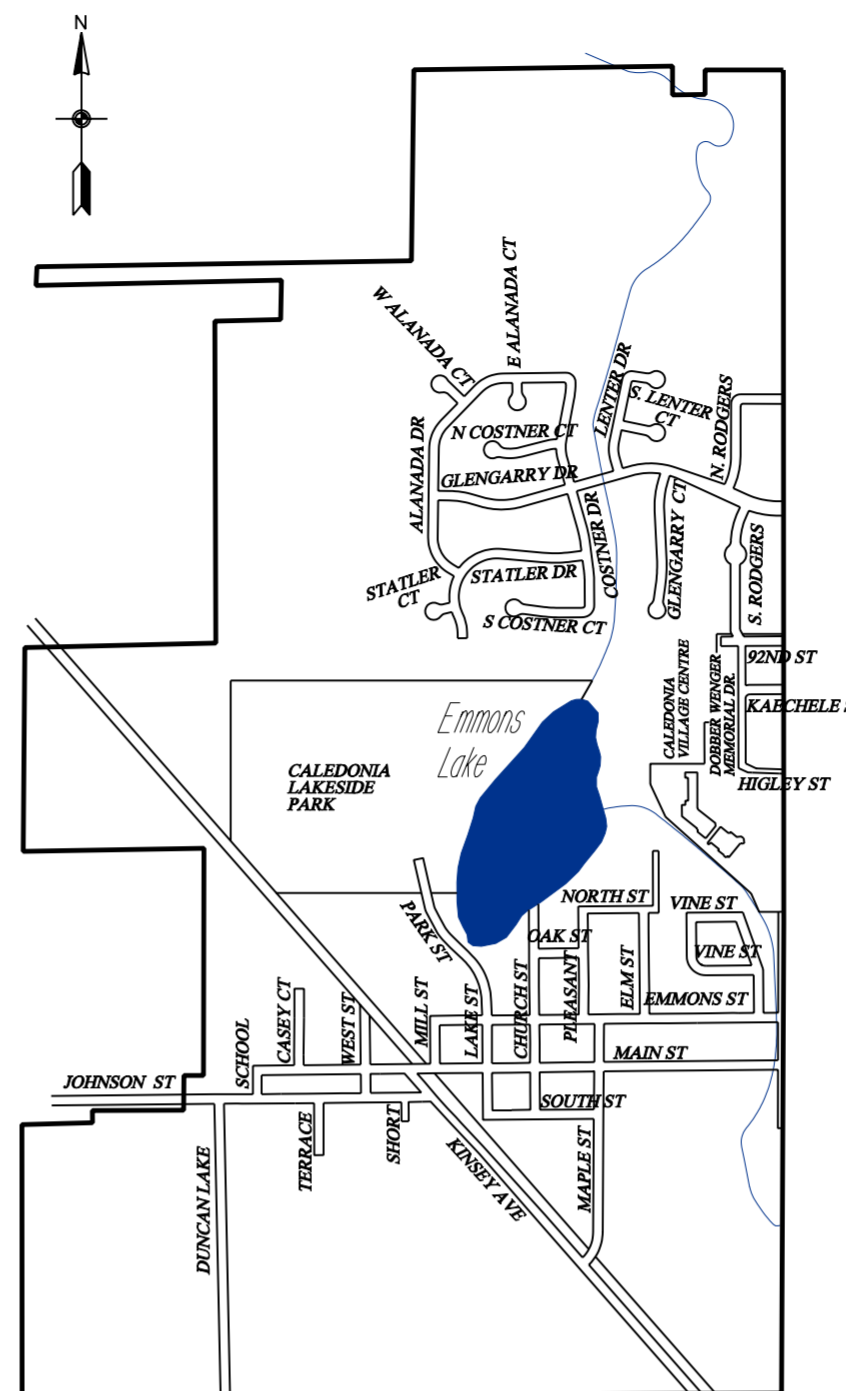 N
W ALANADA CT
E ALANADA CT
LENTER DR
S. LENTER
CT
N. RODGERS
ALANADA DR
N COSTNER CT
GLENGARRY DR
COSTNER DR
GLENGARRY CT
S. RODGERS
STATLER
CT
STATLER DR
S COSTNER CT
92ND ST
CALEDONIA
VILLAGE CENTRE
DOBBER WENGER
MEMORIAL DR.
KAECHELE
HIGLEY ST
Emmons
Lake
CALEDONIA
LAKESIDE
PARK
PARK ST
NORTH ST
VINE ST
OAK ST
VINE ST
CHURCH ST
PLEASANT
ELM ST
EMMONS ST
SCHOOL
CASEY CT
WEST ST
MILL ST
LAKE ST
MAIN ST
JOHNSON ST
SOUTH ST
TERRACE
SHORT
KINSEY AVE
MAPLE ST
DUNCAN LAKE